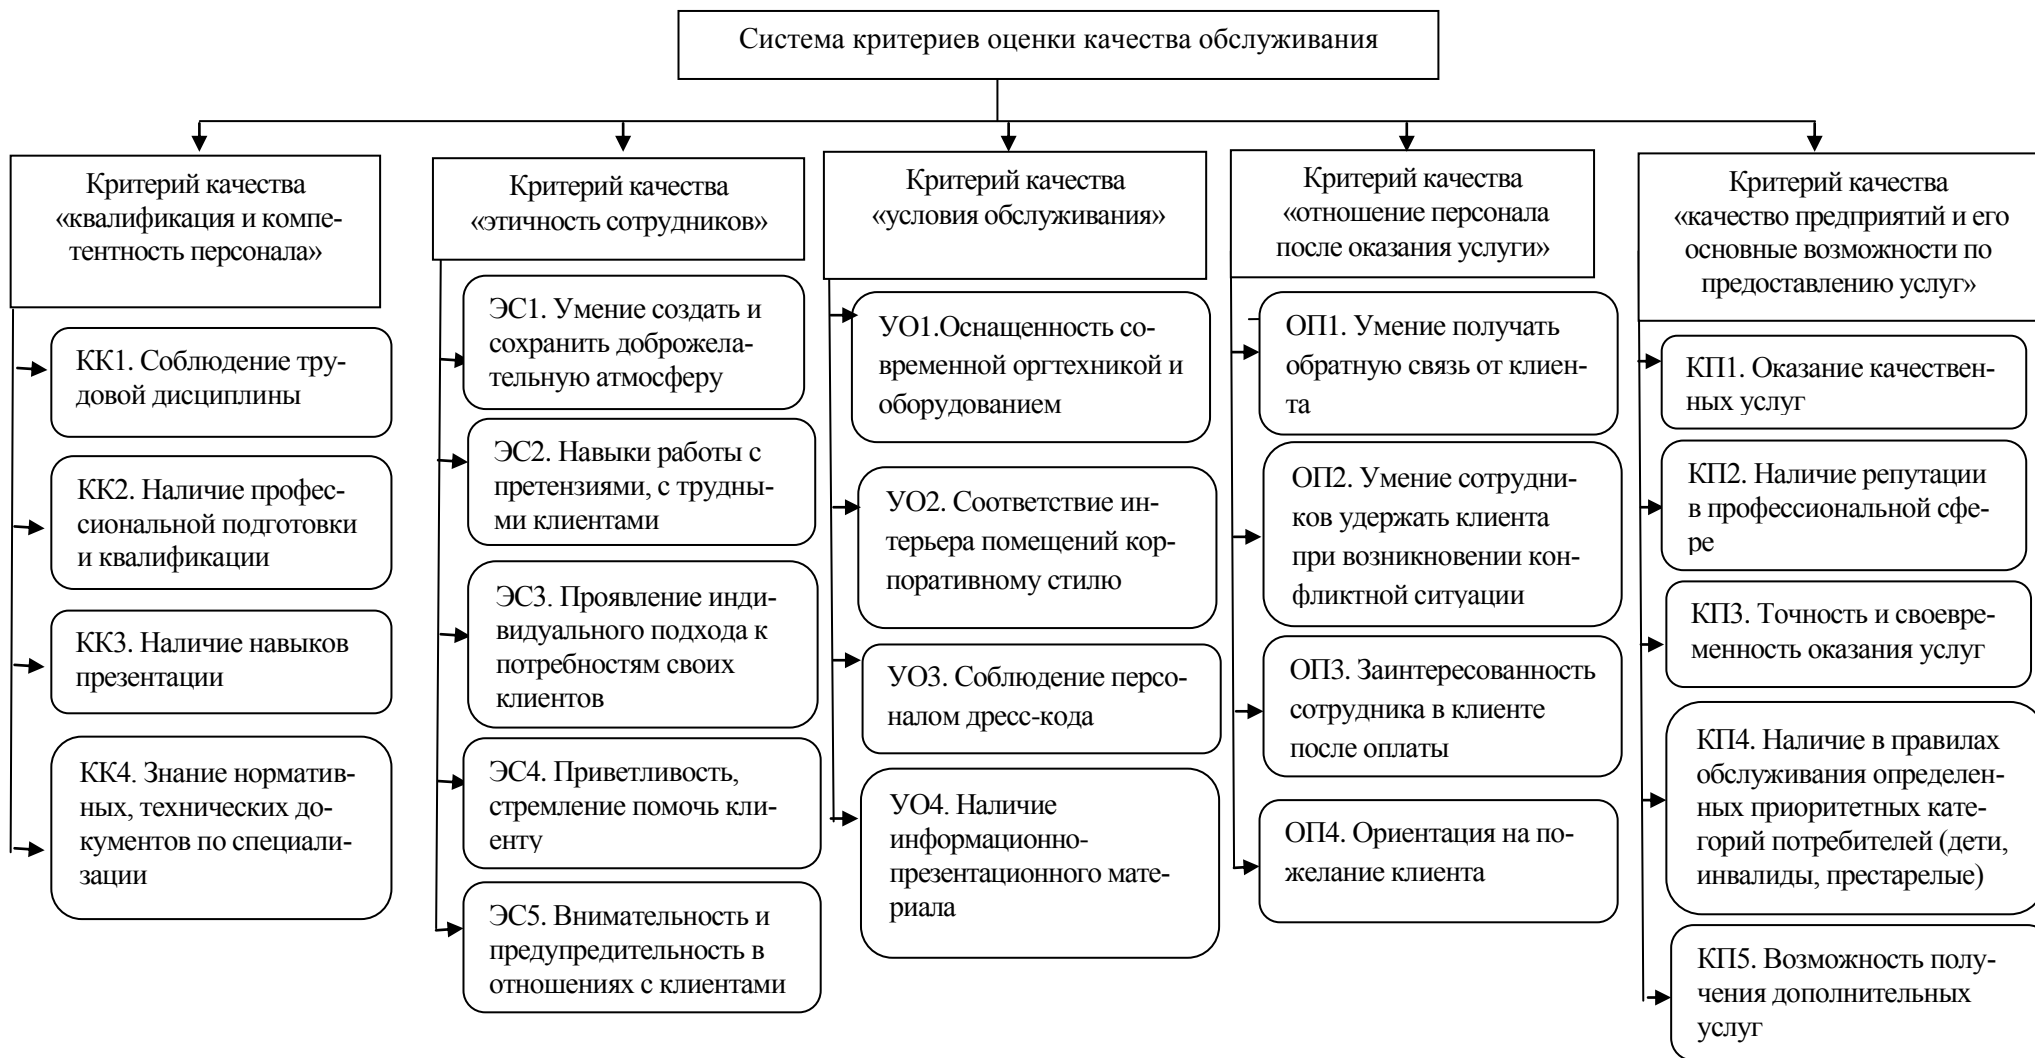 Система критериев оценки качества обслуживания
Критерий качества
«квалификация и компе-
тентность персонала»
КК1. Соблюдение тру-
довой дисциплины
КК2. Наличие профес-
сиональной подготовки
и квалификации
КК3. Наличие навыков
презентации
КК4. Знание норматив-
ных, технических до-
кументов по специали-
зации
Критерий качества
«этичность сотрудников»
ЭС1. Умение создать и
сохранить доброжела-
тельную атмосферу
ЭС2. Навыки работы с
претензиями, с трудны-
ми клиентами
ЭС3. Проявление инди-
видуального подхода к
потребностям своих
клиентов
ЭС4. Приветливость,
стремление помочь кли-
енту
ЭС5. Внимательность и
предупредительность в
отношениях с клиентами
Критерий качества
«условия обслуживания»
УО1.Оснащенность со-
временной оргтехникой и
оборудованием
УО2. Соответствие ин-
терьера помещений кор-
поративному стилю
УО3. Соблюдение персо-
налом дресс-кода
УО4. Наличие
информационно-
презентационного мате-
риала
Критерий качества
«отношение персонала
после оказания услуги»
ОП1. Умение получать
обратную связь от клиен-
та
ОП2. Умение сотрудни-
ков удержать клиента
при возникновении кон-
фликтной ситуации
ОП3. Заинтересованность
сотрудника в клиенте
после оплаты
ОП4. Ориентация на по-
желание клиента
Критерий качества
«качество предприятий и его
основные возможности по
предоставлению услуг»
КП1. Оказание качествен-
ных услуг
КП2. Наличие репутации
в профессиональной сфе-
ре
КП3. Точность и своевре-
менность оказания услуг
КП4. Наличие в правилах
обслуживания определен-
ных приоритетных кате-
горий потребителей (дети,
инвалиды, престарелые)
КП5. Возможность полу-
чения дополнительных
услуг